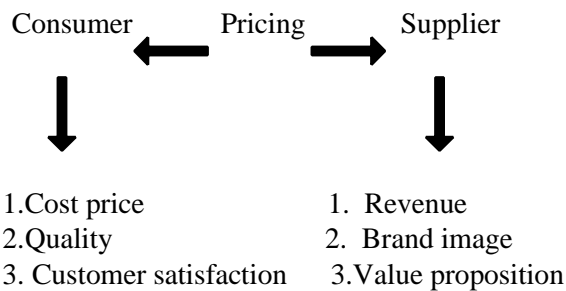 Consumer Pricing Supplier
1.Cost price
2.Quality
3. Customer satisfaction
1. Revenue
2. Brand image
3.Value proposition